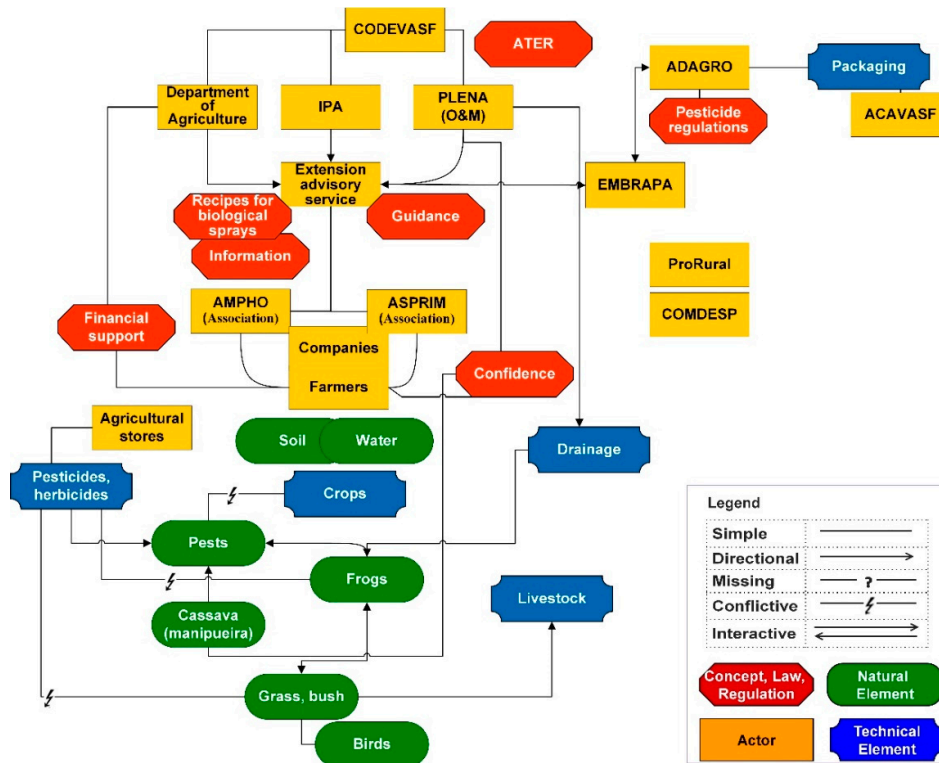 CODEVASF
ATER
ADAGRO
Packaging
Department
of
Agriculture
IPA
PLENA
(O&M)
Pesticide
regulations
ACAVASF
Extension
advisory
service
EMBRAPA
Recipes for
biological
sprays
Guidance
Information
ProRural
AMPHO
(Association)
ASPRIM
(Association)
COMDESP
Financial
support
Companies
Farmers
Confidence
Agricultural
stores
Soil
Water
Drainage
Pesticides,
herbicides
Crops
Pests
Frogs
Livestock
Cassava
(manipueira)
Grass, bush
Birds
Legend
Simple
Directional
Missing
?
Conflictive
Interactive
Concept, Law,
Regulation
Natural
Element
Actor
Technical
Element